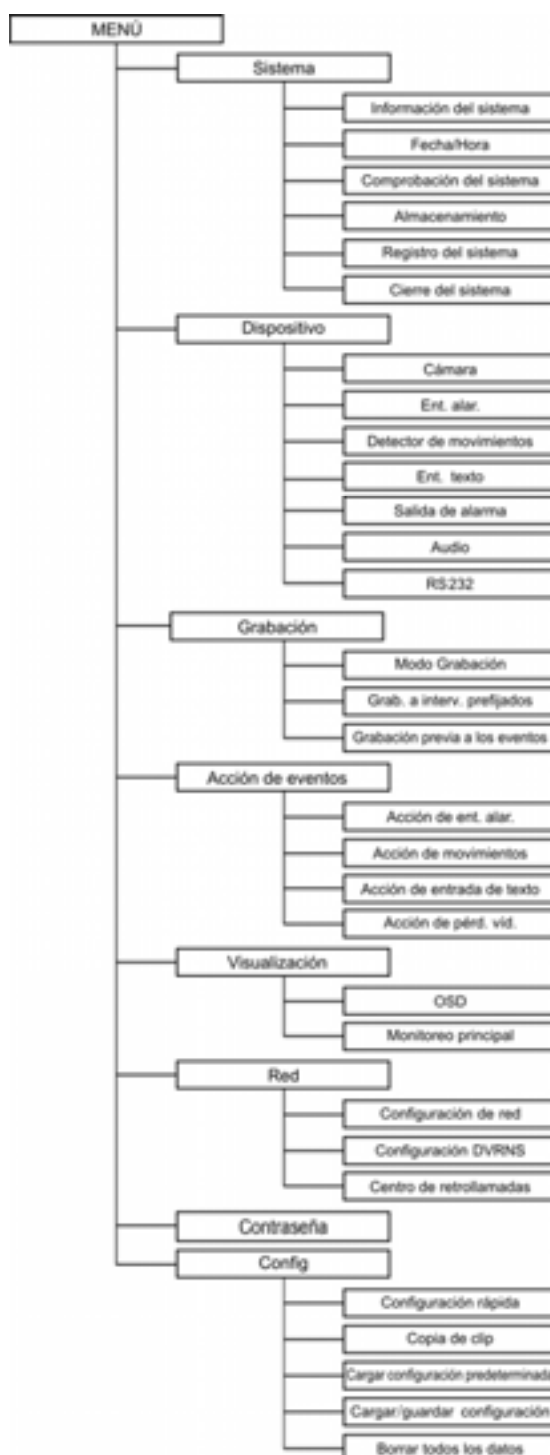 MENÚ
Sistema
Información del sistema
Fecha/Hora
Comprobación del sistema
Almacenamiento
Registro del sistema
Cierre del sistema
Dispositivo
Cámara
Ent. alar.
Detector de movimientos
Ent. texto
Salida de alarma
Audio
RS232
Grabación
Modo Grabación
Grab. a interv. prefijados
Grabación previa a los eventos
Acción de eventos
Acción de ent. alar.
Acción de movimientos
Acción de entrada de texto
Acción de pérd. víd.
Visualización
OSD
Monitoreo principal
Red
Configuración de red
Configuración DVRNS
Centro de retrollamadas
Contraseña
Config
Configuración rápida
Copia de clip
Cargar configuración predeterminada
Cargar/guardar configuración
Borrar todos los datos